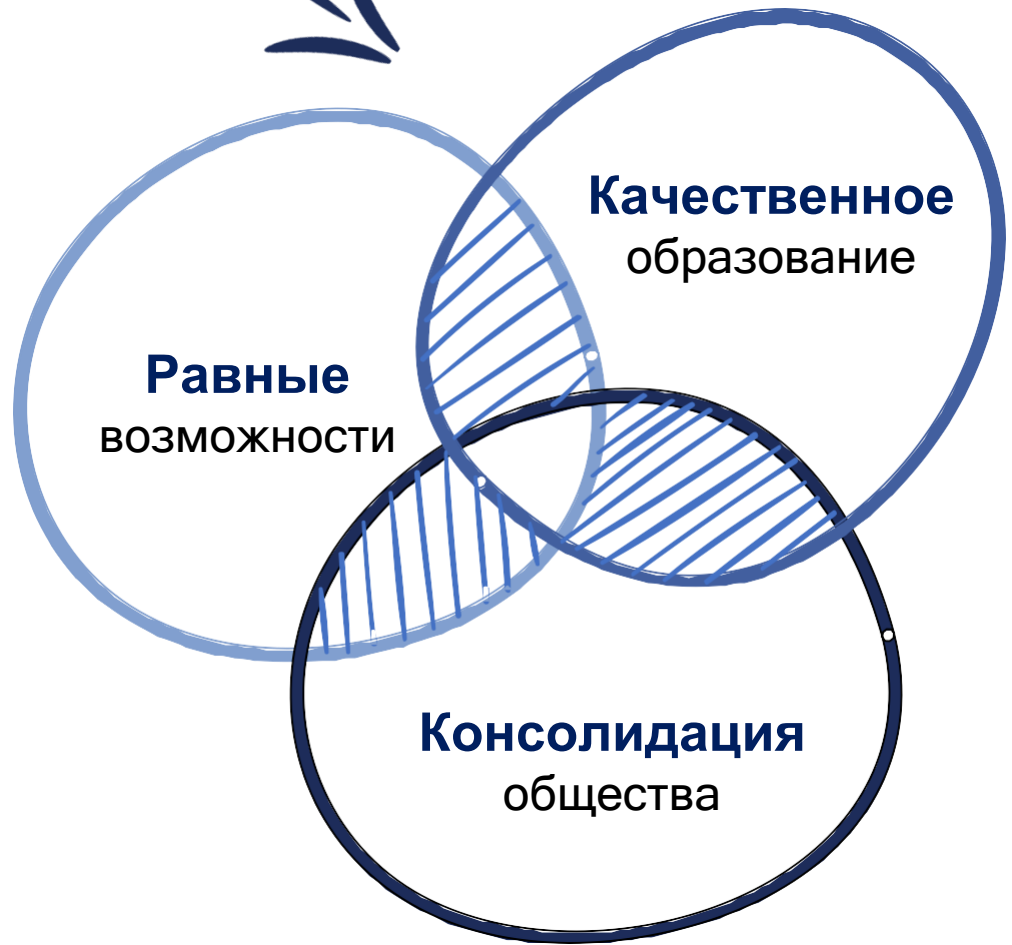 Качественное
образование
Равные
возможности
Консолидация
общества